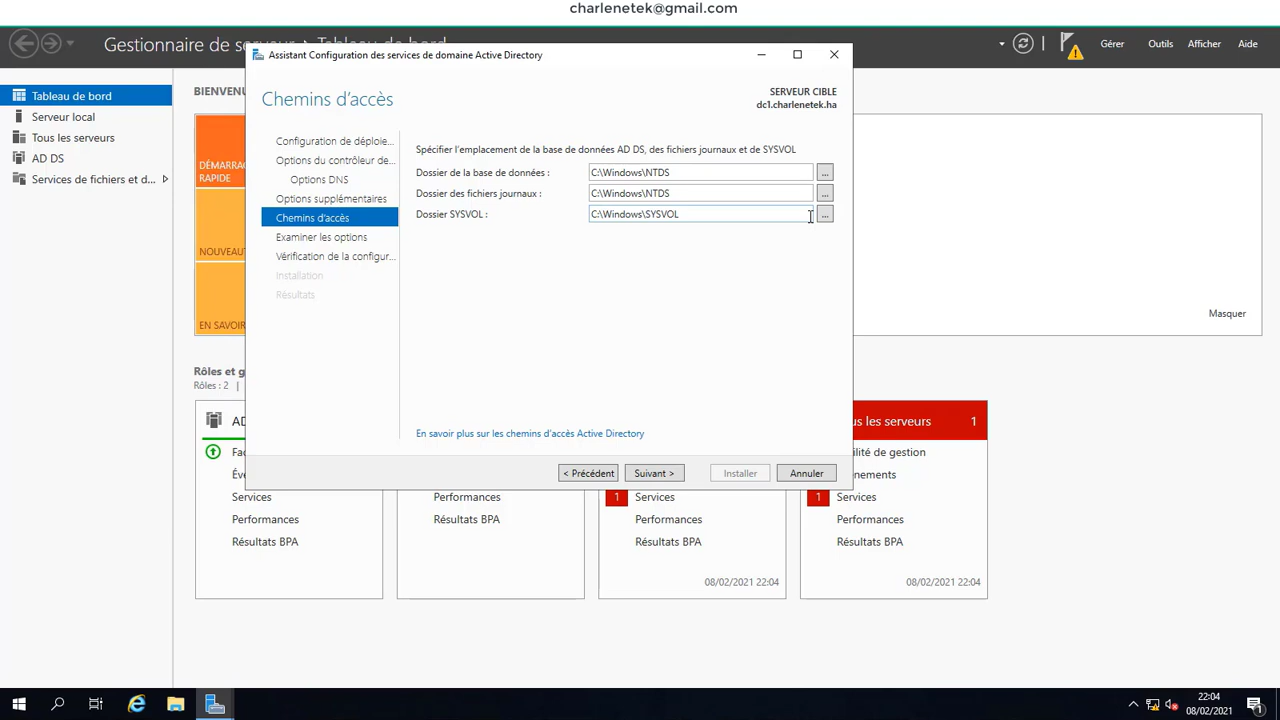 charlenetek@gmail.com
Gestionnaire de serveur Tableau de bord
Gérer Outils Afficher Aide
Assistant Configuration des services de domaine Active Directory
Chemins d'accès
SERVEUR CIBLE
dc1.charlenetek.ha
Tableau de bord
Serveur local
Tous les serveurs
AD DS
Services de fichiers et d...
BIENVENU
DÉMARRA
RAPIDE
NOUVEAUT
EN SAVOIR
Configuration de déploie...
Options du contrôleur de...
Options DNS
Options supplémentaires
Chemins d'accès
Examiner les options
Vérification de la configur...
Installation
Résultats
Spécifier l'emplacement de la base de données AD DS, des fichiers journaux et de SYSVOL
Dossier de la base de données : C:\Windows\NTDS ...
Dossier des fichiers journaux : C:\Windows\NTDS ...
Dossier SYSVOL : C:\Windows\SYSVOL ...
En savoir plus sur les chemins d'accès Active Directory
< Précédent Suivant > Installer Annuler
Masquer
Rôles et g
Rôles : 2 |
AD
Fac
Éve
Services
Performances
Résultats BPA
Performances
Résultats BPA
1 Services
Performances
Résultats BPA
08/02/2021 22:04
us les serveurs 1
ilité de gestion
nements
1 Services
Performances
Résultats BPA
08/02/2021 22:04
22:04
08/02/2021
1